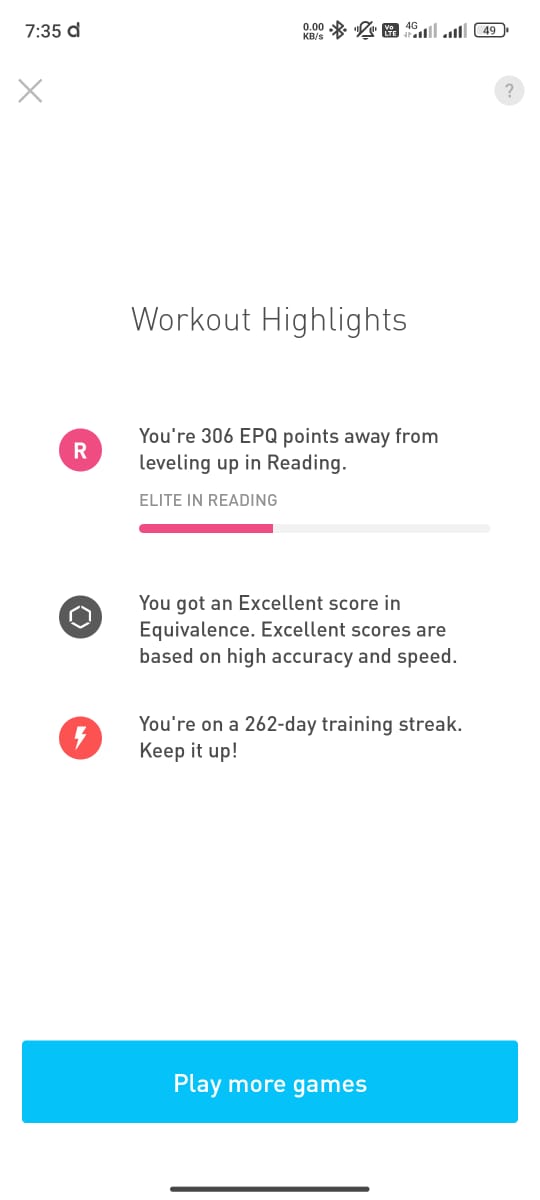 7:35 d
0.00 KB/s Vo LTE 4G 49
?
Workout Highlights
R
You're 306 EPQ points away from
leveling up in Reading.
ELITE IN READING
You got an Excellent score in
Equivalence. Excellent scores are
based on high accuracy and speed.
You're on a 262-day training streak.
Keep it up!
Play more games